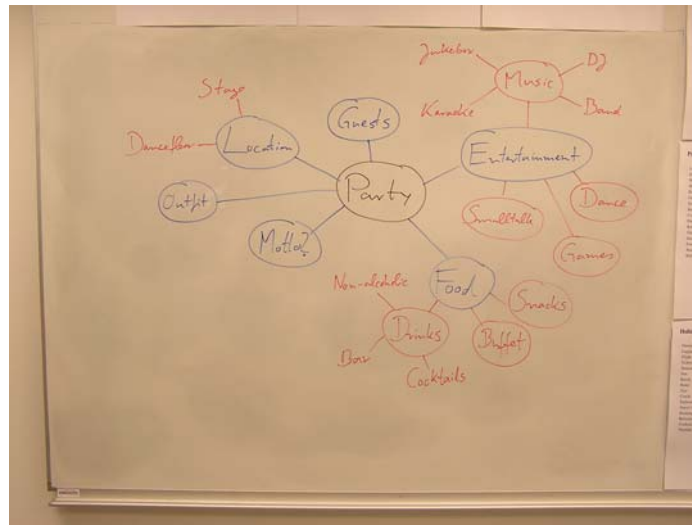 Jukebox
DJ
Music
Stage
Karaoke
Band
Guests
Dancefloor
Location
Entertainment
Party
Outfit
Dance
Smalltalk
Motto?
Games
Non-alcoholic
Food
Snacks
Drinks
Buffet
Bar
Cocktails